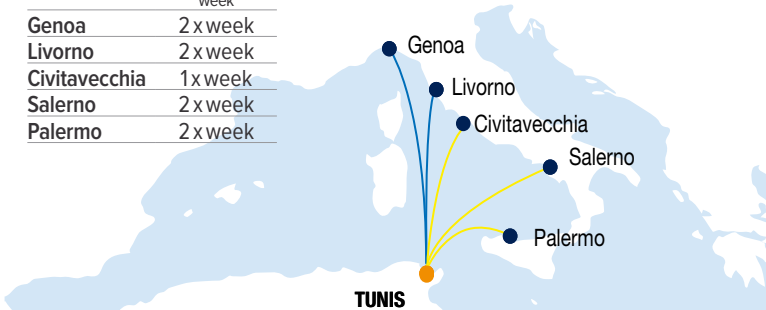 week
Genoa 2 x week
Livorno 2 x week
Civitavecchia 1 x week
Salerno 2 x week
Palermo 2 x week
Genoa
Livorno
Civitavecchia
Salerno
Palermo
TUNIS